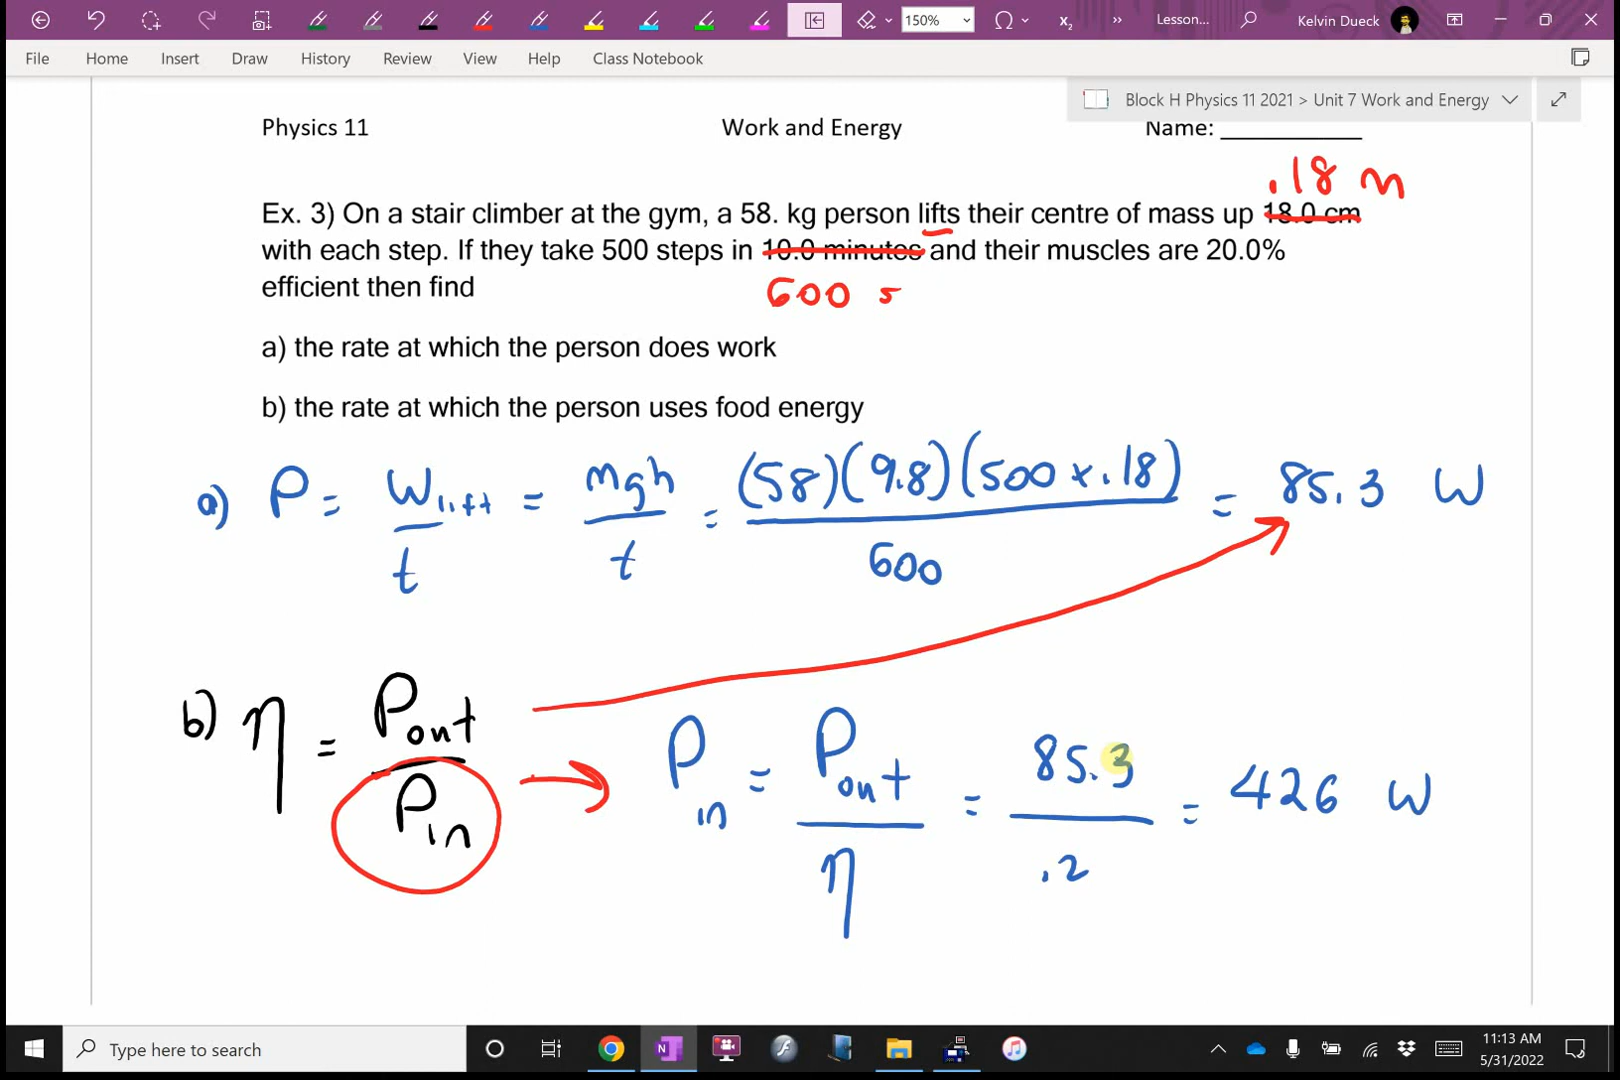 150%
Ω
x₂
Lesson...
Kelvin Dueck
File Home Insert Draw History Review View Help Class Notebook
Block H Physics 11 2021 > Unit 7 Work and Energy
Physics 11 Work and Energy Name: ___________
.18 m
Ex. 3) On a stair climber at the gym, a 58. kg person lifts their centre of mass up 18.0 cm
with each step. If they take 500 steps in 10.0 minutes and their muscles are 20.0%
efficient then find
600 s
a) the rate at which the person does work
b) the rate at which the person uses food energy
a) P = W lift / t = mgh / t = (58)(9.8)(500 x .18) / 600 = 85.3 W
b) η = Pout / Pin → Pin = Pout / η = 85.3 / .2 = 426 W
Type here to search
11:13 AM
5/31/2022